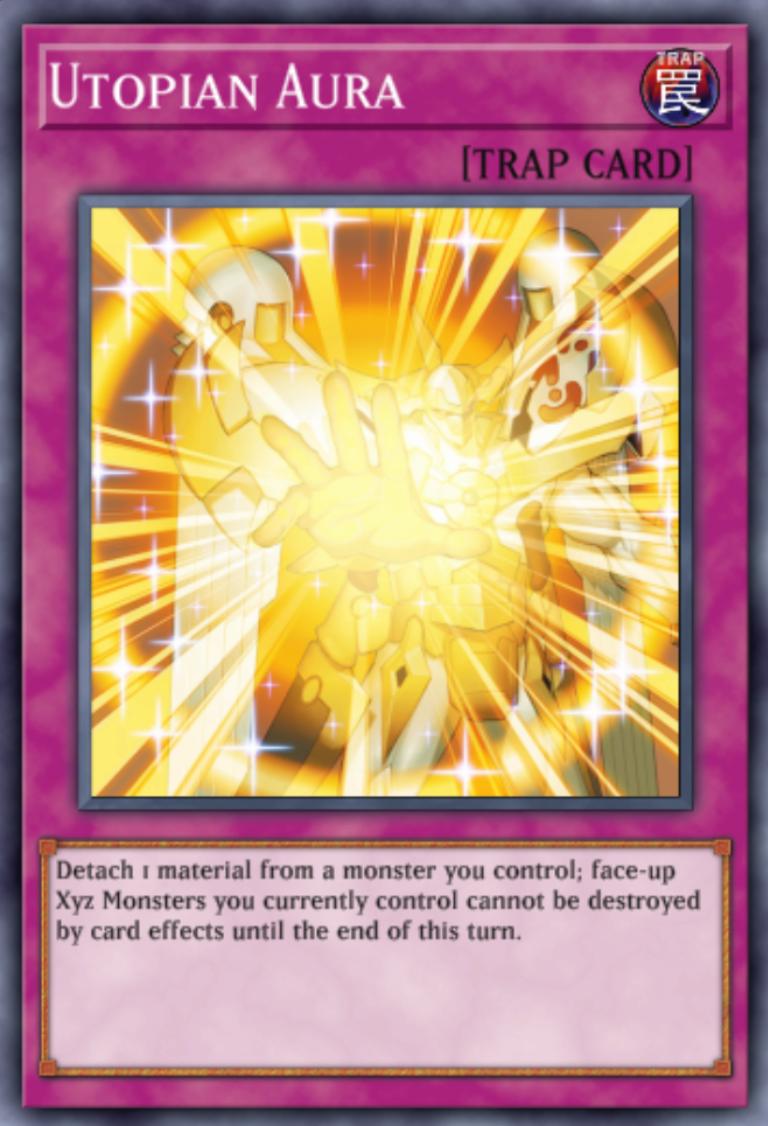 Utopian Aura
TRAP
罠
[TRAP CARD]
Detach 1 material from a monster you control; face-up
Xyz Monsters you currently control cannot be destroyed
by card effects until the end of this turn.